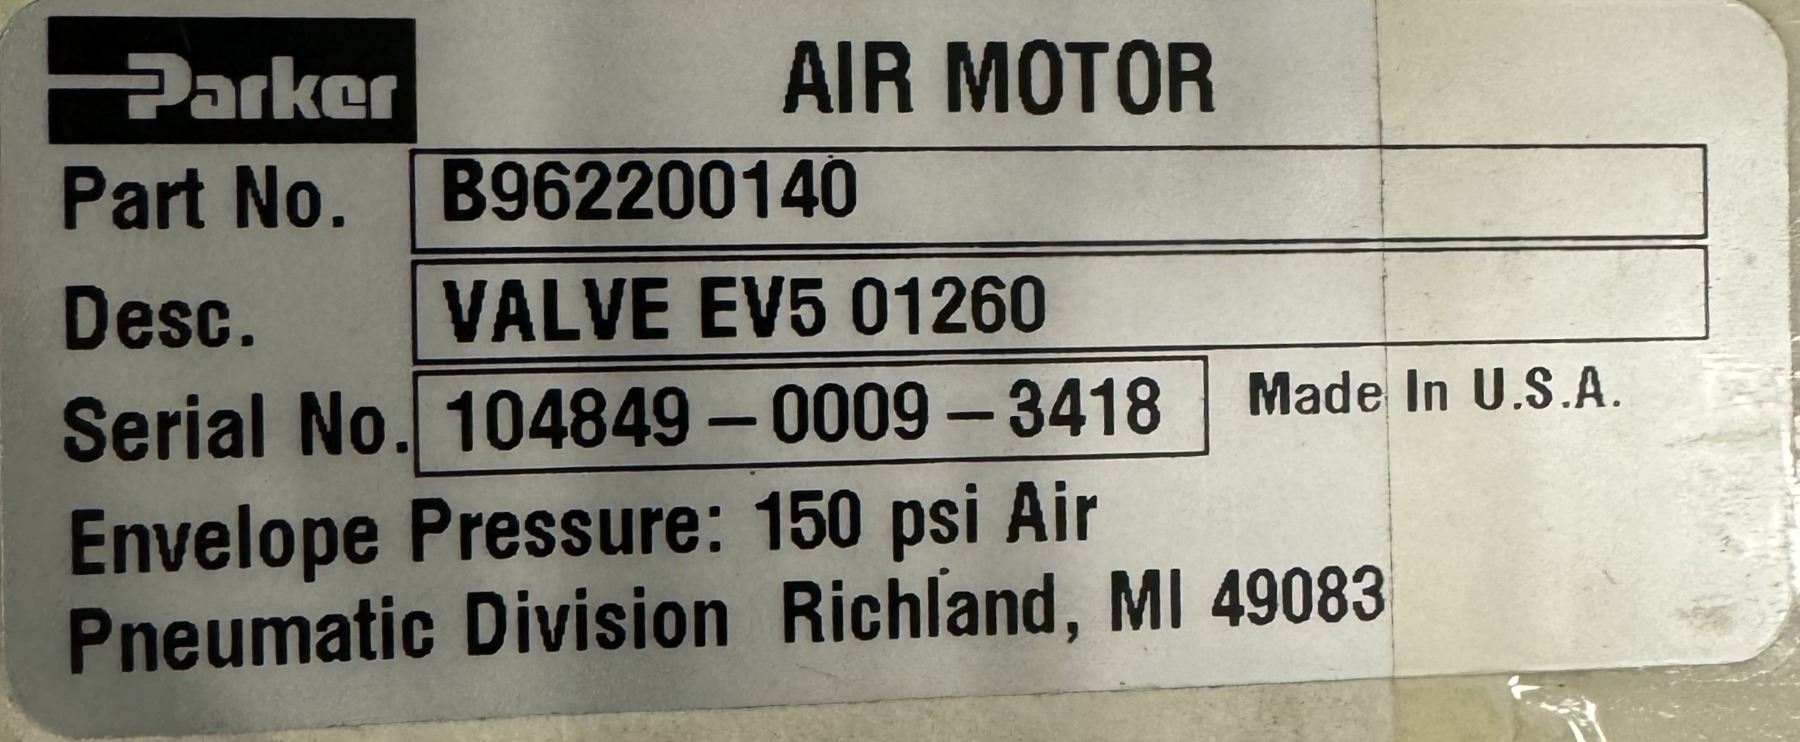 Parker
AIR MOTOR
Part No. B962200140
Desc. VALVE EV5 01260
Serial No. 104849-0009-3418 Made In U.S.A.
Envelope Pressure: 150 psi Air
Pneumatic Division Richland, MI 49083